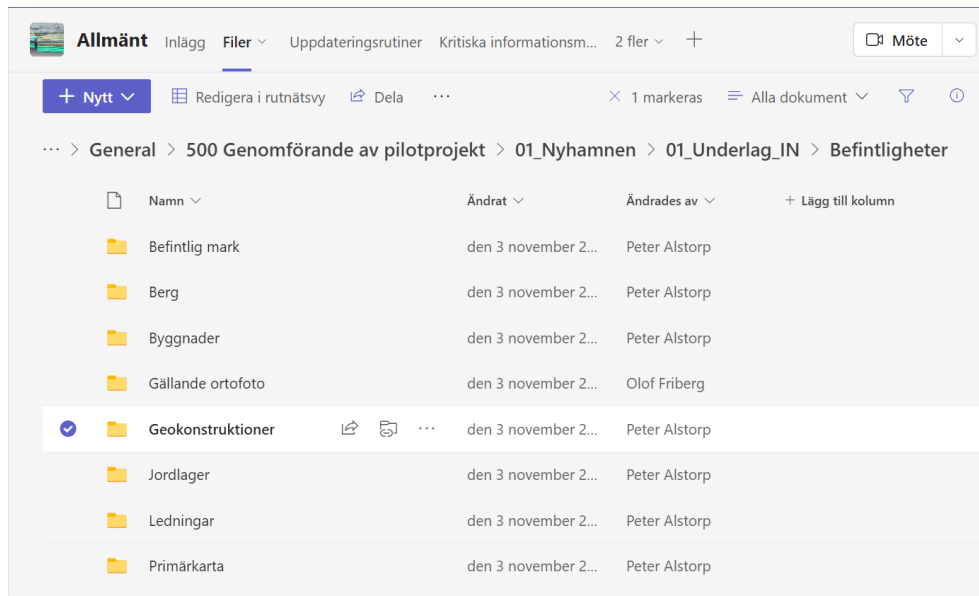 Allmänt Inlägg Filer Uppdateringsrutiner Kritiska informationsm... 2 fler Möte
Nytt Redigera i rutnätsvy Dela ... 1 markeras Alla dokument
... > General > 500 Genomförande av pilotprojekt > 01_Nyhamnen > 01_Underlag_IN > Befintligheter
Namn Ändrat Ändrades av + Lägg till kolumn
Befintlig mark den 3 november 2... Peter Alstorp
Berg den 3 november 2... Peter Alstorp
Byggnader den 3 november 2... Peter Alstorp
Gällande ortofoto den 3 november 2... Olof Friberg
Geokonstruktioner ... den 3 november 2... Peter Alstorp
Jordlager den 3 november 2... Peter Alstorp
Ledningar den 3 november 2... Peter Alstorp
Primärkarta den 3 november 2... Peter Alstorp